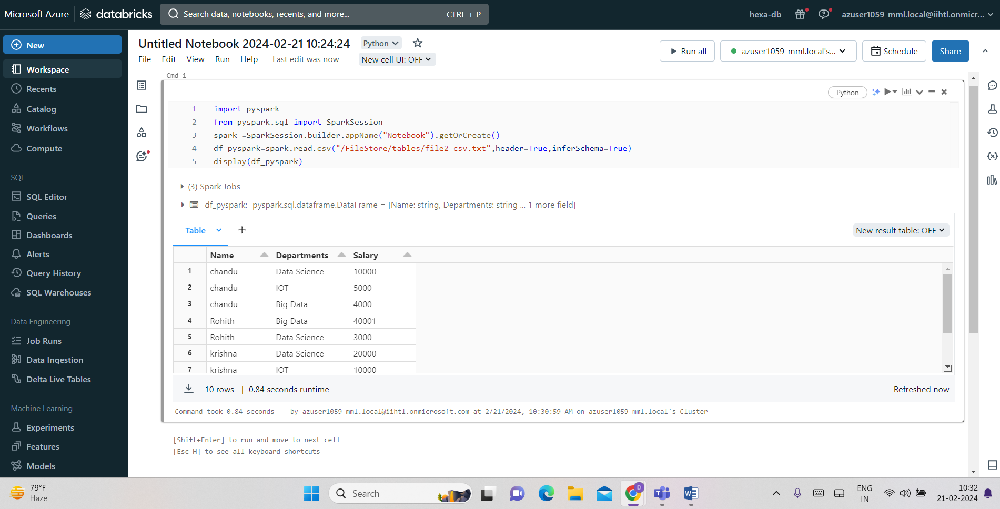 Microsoft Azure databricks Search data, notebooks, recents, and more... CTRL + P hexa-db azuser1059_mml.local@iihtl.onmicr...
New
Workspace
Recents
Catalog
Workflows
Compute
SQL
SQL Editor
Queries
Dashboards
Alerts
Query History
SQL Warehouses
Data Engineering
Job Runs
Data Ingestion
Delta Live Tables
Machine Learning
Experiments
Features
Models
Untitled Notebook 2024-02-21 10:24:24 Python
File Edit View Run Help Last edit was now New cell UI: OFF
Run all azuser1059_mml.local's... Schedule Share
Cmd 1
Python
1 import pyspark
2 from pyspark.sql import SparkSession
3 spark =SparkSession.builder.appName("Notebook").getOrCreate()
4 df_pyspark=spark.read.csv("/FileStore/tables/file2_csv.txt",header=True,inferSchema=True)
5 display(df_pyspark)
(3) Spark Jobs
df_pyspark: pyspark.sql.dataframe.DataFrame = [Name: string, Departments: string ... 1 more field]
Table + New result table: OFF
Name Departments Salary
1 chandu Data Science 10000
2 chandu IOT 5000
3 chandu Big Data 4000
4 Rohith Big Data 40001
5 Rohith Data Science 3000
6 krishna Data Science 20000
7 krishna IOT 10000
10 rows | 0.84 seconds runtime Refreshed now
Command took 0.84 seconds -- by azuser1059_mml.local@iihtl.onmicrosoft.com at 2/21/2024, 10:30:59 AM on azuser1059_mml.local's Cluster
[Shift+Enter] to run and move to next cell
[Esc H] to see all keyboard shortcuts
79°F
Haze
Search
D
ENG
IN
10:32
21-02-2024